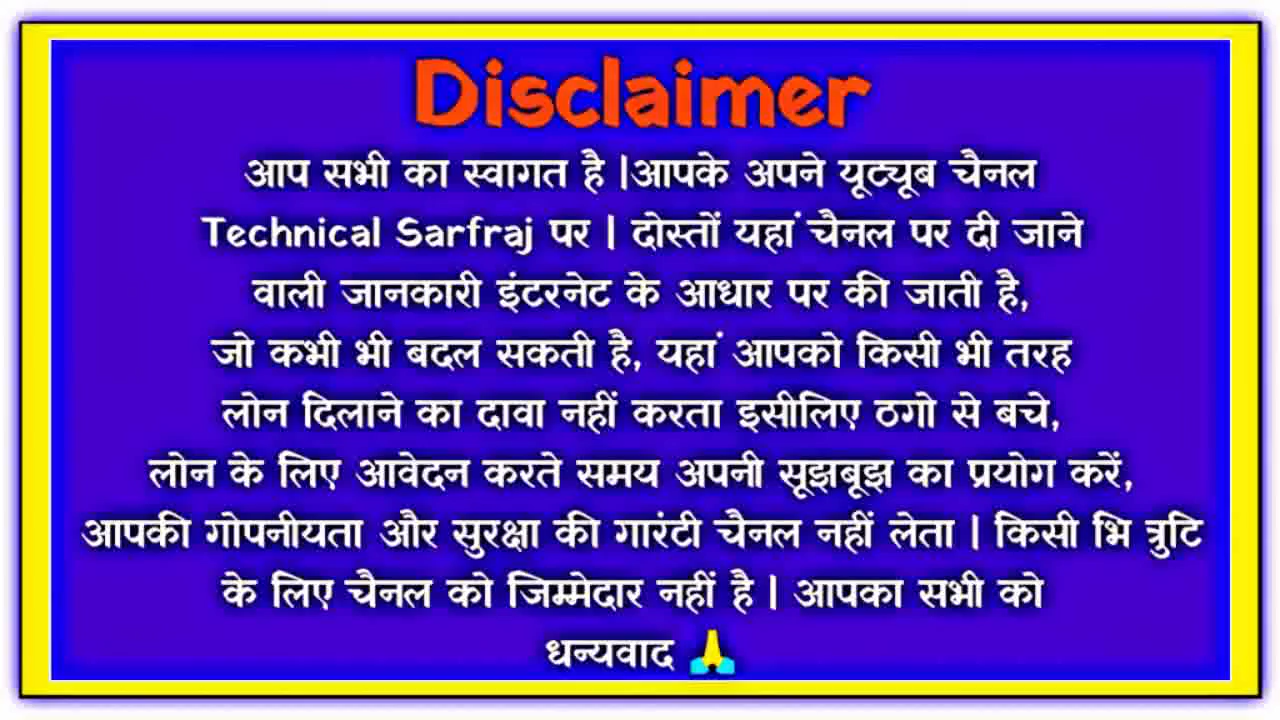 Disclaimer
आप सभी का स्वागत है |आपके अपने यूट्यूब चैनल
Technical Sarfraj पर | दोस्तों यहां चैनल पर दी जाने
वाली जानकारी इंटरनेट के आधार पर की जाती है,
जो कभी भी बदल सकती है, यहां आपको किसी भी तरह
लोन दिलाने का दावा नहीं करता इसीलिए ठगो से बचे,
लोन के लिए आवेदन करते समय अपनी सूझबूझ का प्रयोग करें,
आपकी गोपनीयता और सुरक्षा की गारंटी चैनल नहीं लेता | किसी भि त्रुटि
के लिए चैनल को जिम्मेदार नहीं है | आपका सभी को
धन्यवाद 🙏